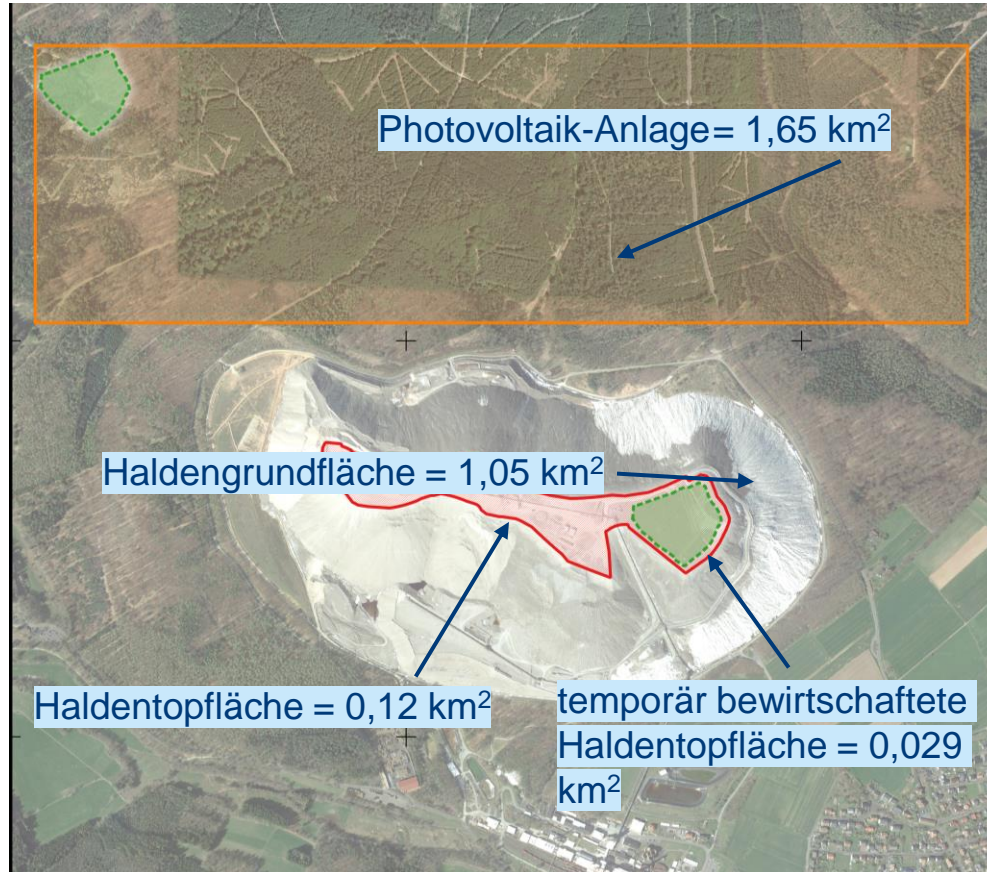 Photovoltaik-Anlage= 1,65 km²
Haldengrundfläche = 1,05 km²
Haldentopfläche = 0,12 km²
temporär bewirtschaftete
Haldentopfläche = 0,029
km²